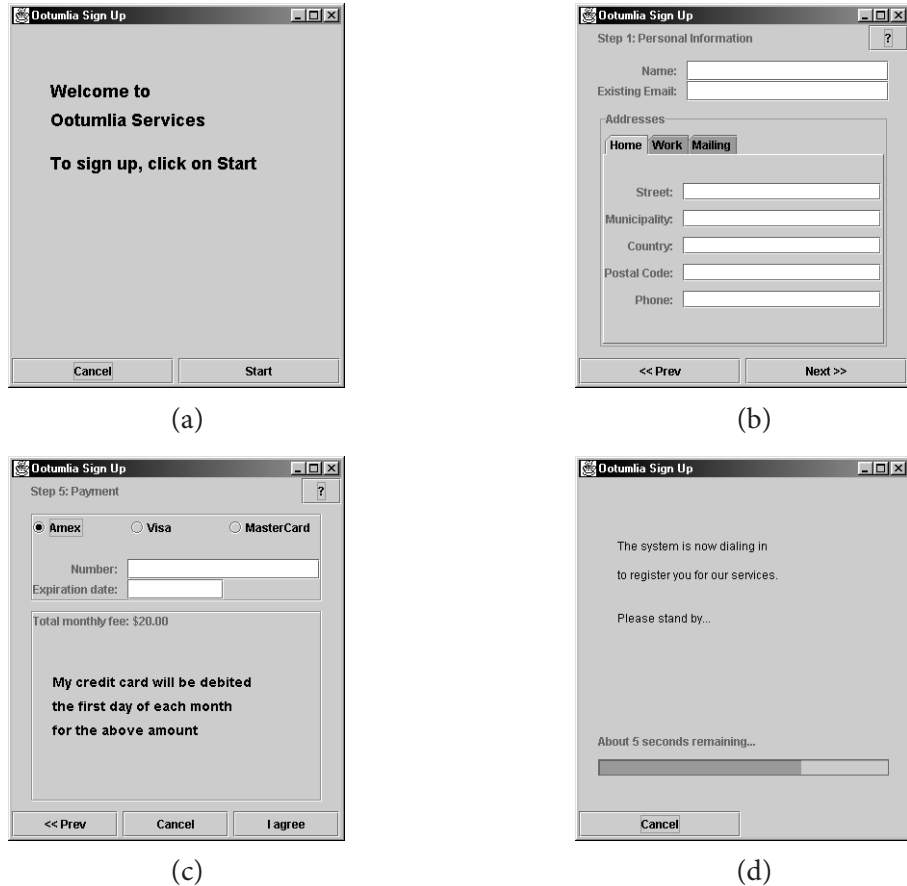 Ootumlia Sign Up
Welcome to
Ootumlia Services
To sign up, click on Start
Cancel
Start
(a)
Ootumlia Sign Up
Step 1: Personal Information
?
Name:
Existing Email:
Addresses
Home Work Mailing
Street:
Municipality:
Country:
Postal Code:
Phone:
<< Prev
Next >>
(b)
Ootumlia Sign Up
Step 5: Payment
?
Amex Visa MasterCard
Number:
Expiration date:
Total monthly fee: $20.00
My credit card will be debited
the first day of each month
for the above amount
<< Prev
Cancel
I agree
(c)
Ootumlia Sign Up
The system is now dialing in
to register you for our services.
Please stand by...
About 5 seconds remaining...
Cancel
(d)